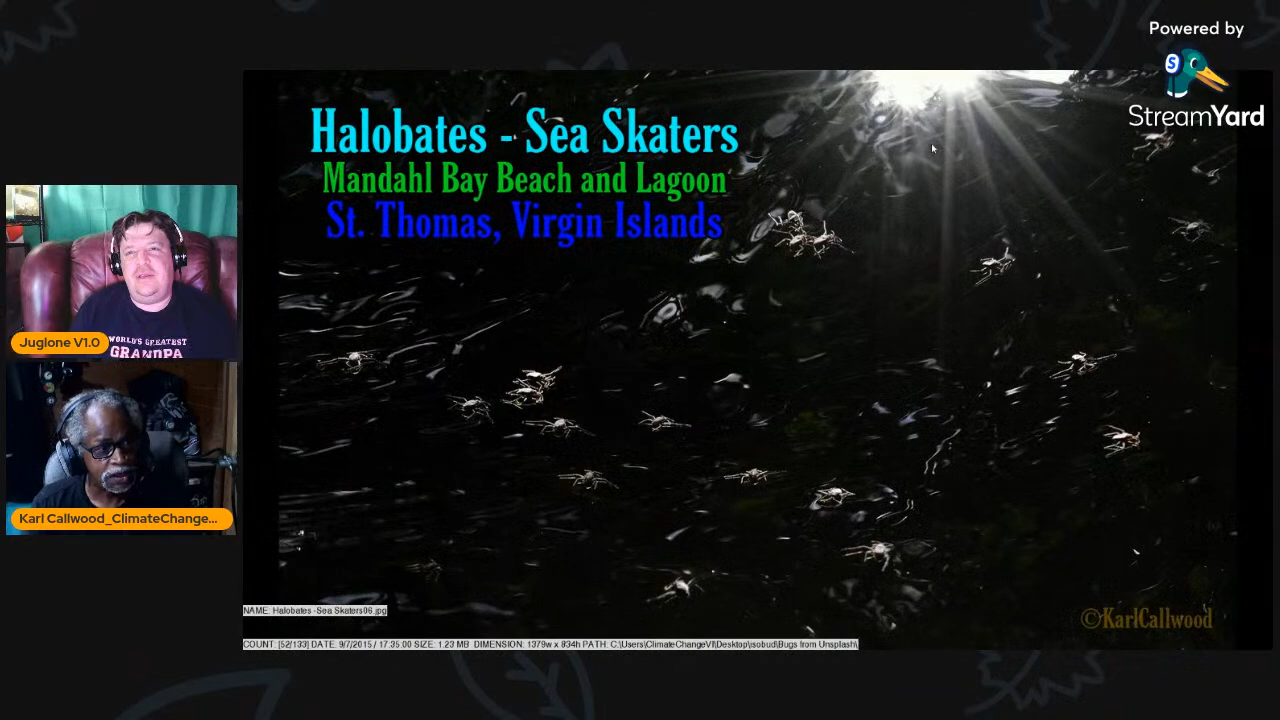 Powered by
StreamYard
Halobates - Sea Skaters
Mandahl Bay Beach and Lagoon
St. Thomas, Virgin Islands
WORLD'S GREATEST
GRANDPA
Juglone V1.0
Karl Callwood_ClimateChange...
NAME: Halobates -Sea Skaters06.jpg
©KarlCallwood
COUNT: [52/133] DATE: 9/7/2015 / 17:35:00 SIZE: 1.23 MB DIMENSION: 1379w x 834h PATH: C:\Users\ClimateChangeVI\Desktop\isobud\Bugs from Unsplash\